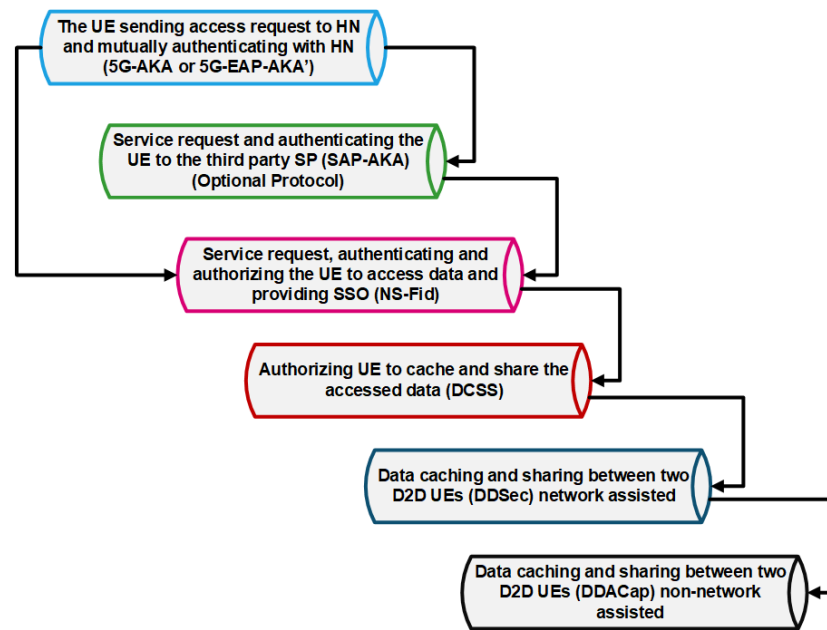 The UE sending access request to HN
and mutually authenticating with HN
(5G-AKA or 5G-EAP-AKA’)
Service request and authenticating the
UE to the third party SP (SAP-AKA)
(Optional Protocol)
Service request, authenticating and
authorizing the UE to access data and
providing SSO (NS-Fid)
Authorizing UE to cache and share the
accessed data (DCSS)
Data caching and sharing between two
D2D UEs (DDSec) network assisted
Data caching and sharing between two
D2D UEs (DDACap) non-network
assisted